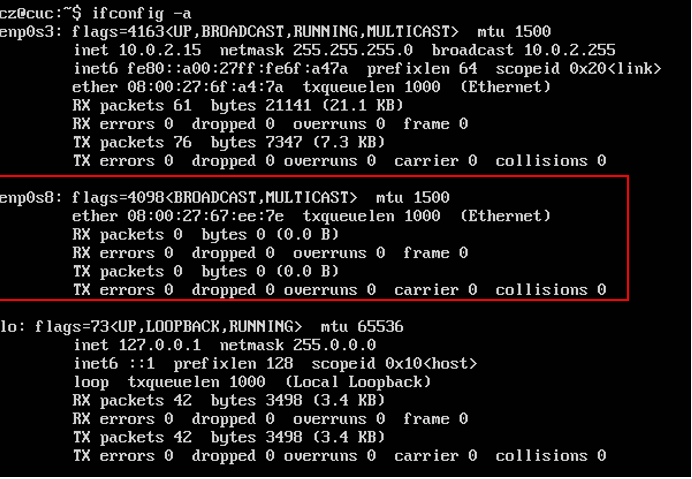 cz@cuc:~$ ifconfig -a
enp0s3: flags=4163<UP,BROADCAST,RUNNING,MULTICAST>  mtu 1500
        inet 10.0.2.15  netmask 255.255.255.0  broadcast 10.0.2.255
        inet6 fe80::a00:27ff:fe6f:a47a  prefixlen 64  scopeid 0x20<link>
        ether 08:00:27:6f:a4:7a  txqueuelen 1000  (Ethernet)
        RX packets 61  bytes 21141 (21.1 KB)
        RX errors 0  dropped 0  overruns 0  frame 0
        TX packets 76  bytes 7347 (7.3 KB)
        TX errors 0  dropped 0 overruns 0  carrier 0  collisions 0
enp0s8: flags=4098<BROADCAST,MULTICAST>  mtu 1500
        ether 08:00:27:67:ee:7e  txqueuelen 1000  (Ethernet)
        RX packets 0  bytes 0 (0.0 B)
        RX errors 0  dropped 0  overruns 0  frame 0
        TX packets 0  bytes 0 (0.0 B)
        TX errors 0  dropped 0 overruns 0  carrier 0  collisions 0
lo: flags=73<UP,LOOPBACK,RUNNING>  mtu 65536
        inet 127.0.0.1  netmask 255.0.0.0
        inet6 ::1  prefixlen 128  scopeid 0x10<host>
        loop  txqueuelen 1000  (Local Loopback)
        RX packets 42  bytes 3498 (3.4 KB)
        RX errors 0  dropped 0  overruns 0  frame 0
        TX packets 42  bytes 3498 (3.4 KB)
        TX errors 0  dropped 0 overruns 0  carrier 0  collisions 0